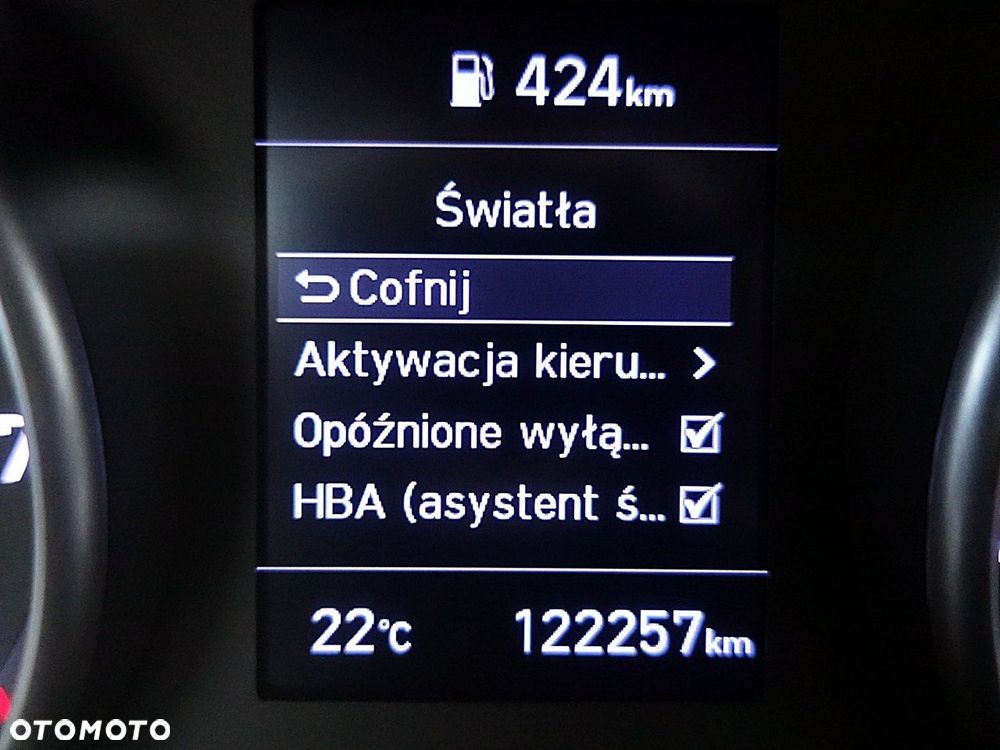 424km
Światła
Cofnij
Aktywacja kieru...
Opóźnione wyłą...
HBA (asystent ś...
22°C 122257km
OTOMOTO